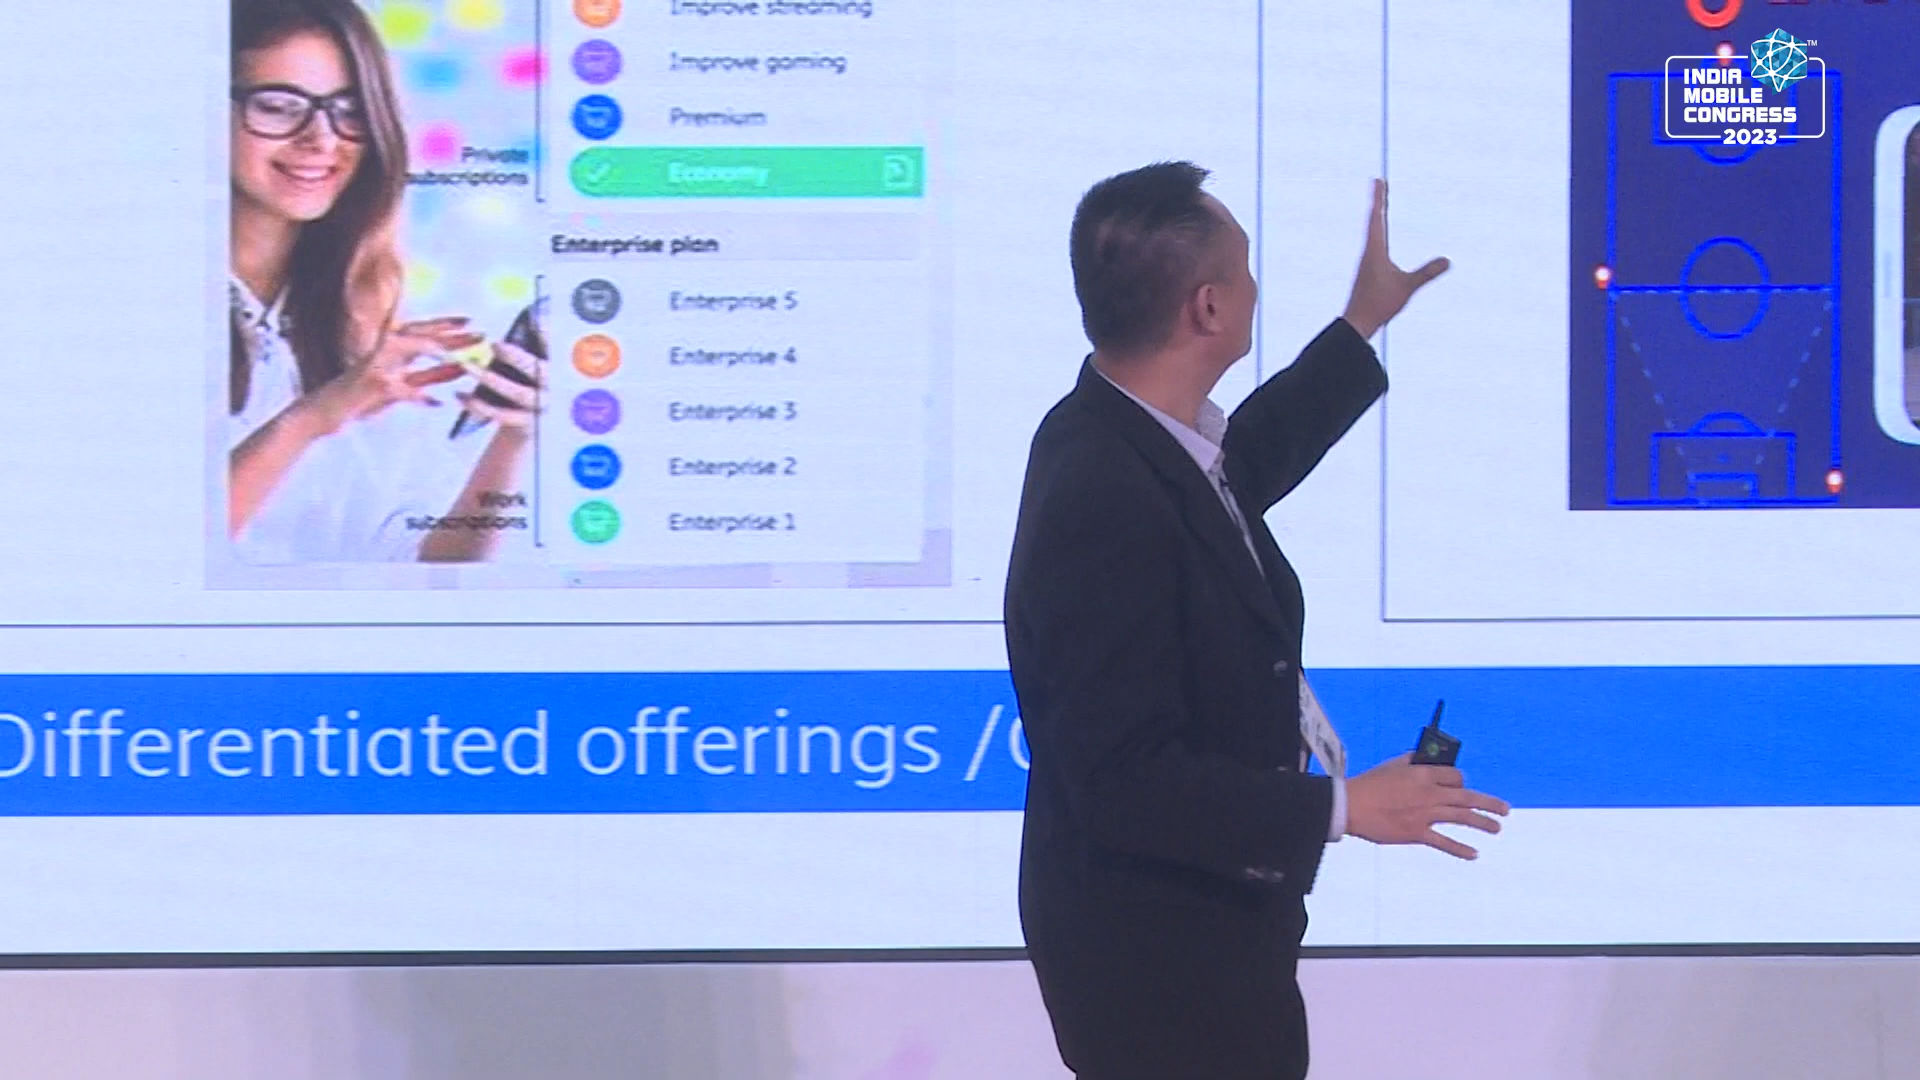 Improve streaming
Improve gaming
Premium
Private
subscriptions
Economy
Enterprise plan
Enterprise 5
Enterprise 4
Enterprise 3
Enterprise 2
Work
subscriptions
Enterprise 1
Differentiated offerings /
INDIA
MOBILE
CONGRESS
2023
TM